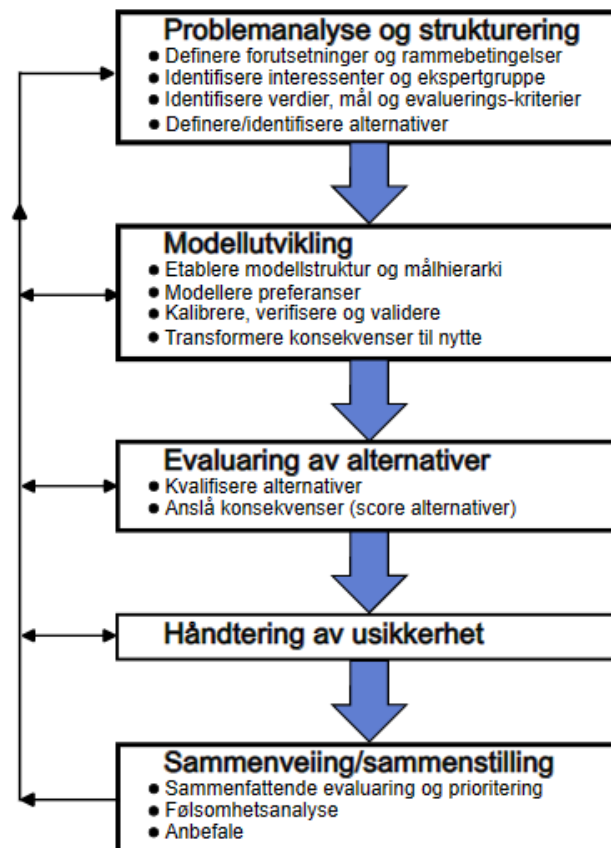 Problemanalyse og strukturering
● Definere forutsetninger og rammebetingelser
● Identifisere interessenter og ekspertgruppe
● Identifisere verdier, mål og evaluerings-kriterier
● Definere/identifisere alternativer
Modellutvikling
● Etablere modellstruktur og målhierarki
● Modellere preferanser
● Kalibrere, verifisere og validere
● Transformere konsekvenser til nytte
Evaluaring av alternativer
● Kvalifisere alternativer
● Anslå konsekvenser (score alternativer)
Håndtering av usikkerhet
Sammenveiing/sammenstilling
● Sammenfattende evaluaring og prioritering
● Følsomhetsanalyse
● Anbefale